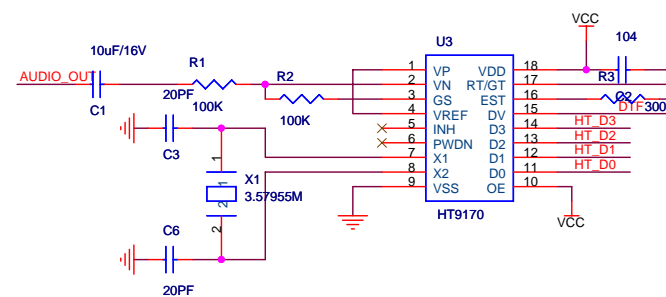 VCC
10uF/16V
U3
104
AUDIO_OUT
R1
R2
C1
20PF
100K
100K
C3
C6
20PF
X1
3.57955M
1
1
2
2
1 VP VDD 18
2 VN RT/GT 17
3 GS EST 16
4 VREF DV 15
5 INH D3 14
6 PWDN D2 13
7 X1 D1 12
8 X2 D0 11
9 VSS OE 10
HT9170
R3
C2
DTF
300
HT_D3
HT_D2
HT_D1
HT_D0
VCC